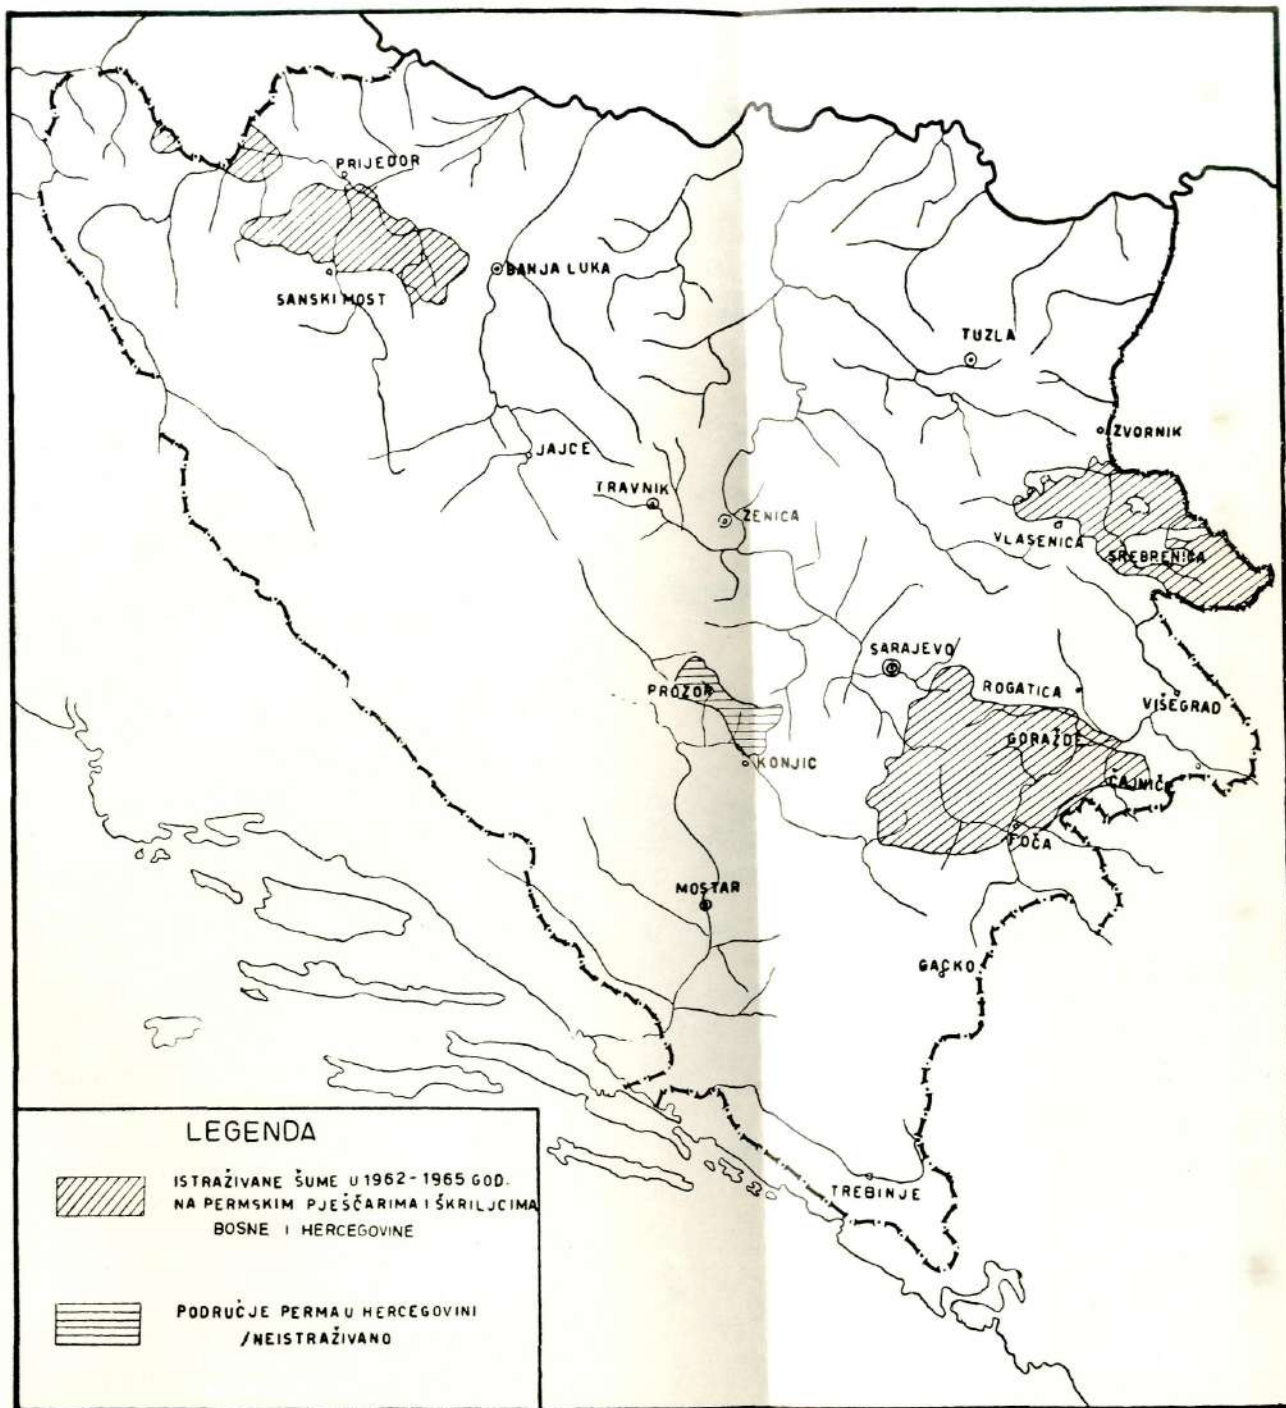 PRIJEDOR
BANJA LUKA
SANSKI MOST
TUZLA
ZVORNIK
JAJCE
TRAVNIK
ZENICA
VLASENICA
SREBRENICA
SARAJEVO
PROZOR
ROGATICA
VIŠEGRAD
GORAŽDE
KONJIC
ČAJNIČE
FOČA
MOSTAR
GACKO
TREBINJE
LEGENDA
ISTRAŽIVANE ŠUME U 1962-1965 GOD.
NA PERMSKIM PJEŠČARIMA I ŠKRILJCIMA
BOSNE I HERCEGOVINE
PODRUČJE PERMA U HERCEGOVINI
/NEISTRAŽIVANO